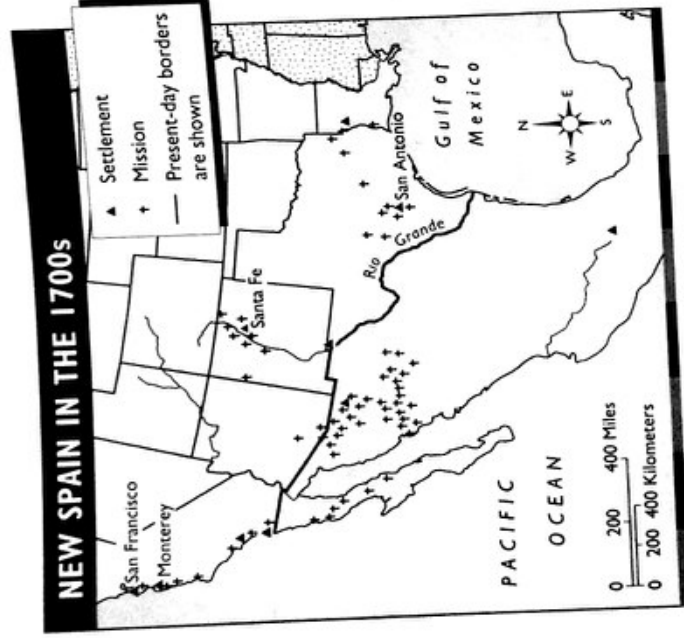 NEW SPAIN IN THE 1700s
Settlement
Mission
Present-day borders
are shown
San Francisco
Monterey
Santa Fe
San Antonio
Rio Grande
Gulf of
Mexico
N
W
E
S
PACIFIC
OCEAN
0 200 400 Miles
0 200 400 Kilometers